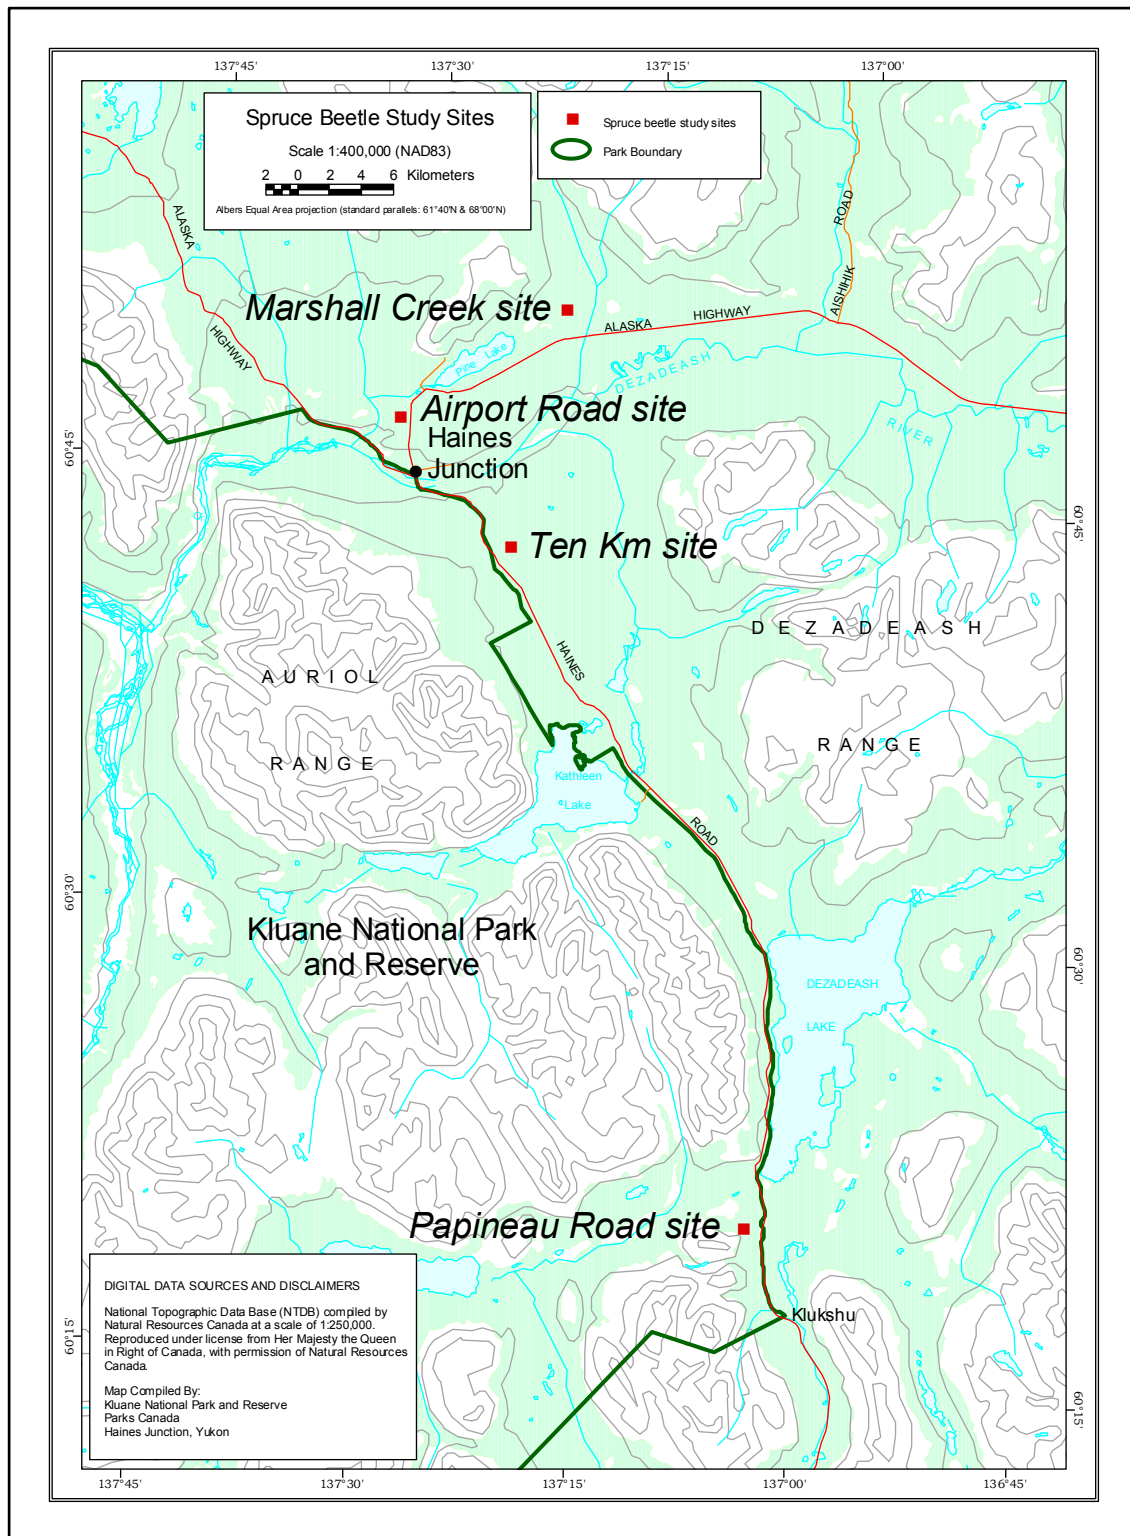 137°45'
137°30'
137°15'
137°00'
Spruce Beetle Study Sites
Scale 1:400,000 (NAD83)
2 0 2 4 6 Kilometers
Albers Equal Area projection (standard parallels: 61°40'N & 68°00'N)
Spruce beetle study sites
Park Boundary
ALASKA
HIGHWAY
ROAD
AISHIHIK
Marshall Creek site
ALASKA
HIGHWAY
Pine Lake
DEZADEASH
RIVER
Airport Road site
Haines
Junction
60°45'
60°45'
Ten Km site
HAINES
DEZADEASH
RANGE
AURIOL
RANGE
Kathleen
Lake
ROAD
60°30'
60°30'
Kluane National Park
and Reserve
DEZADEASH
LAKE
Papineau Road site
Klukshu
60°15'
60°15'
DIGITAL DATA SOURCES AND DISCLAIMERS
National Topographic Data Base (NTDB) compiled by
Natural Resources Canada at a scale of 1:250,000.
Reproduced under license from Her Majesty the Queen
in Right of Canada, with permission of Natural Resources
Canada.
Map Compiled By:
Kluane National Park and Reserve
Parks Canada
Haines Junction, Yukon
137°45'
137°30'
137°15'
137°00'
136°45'